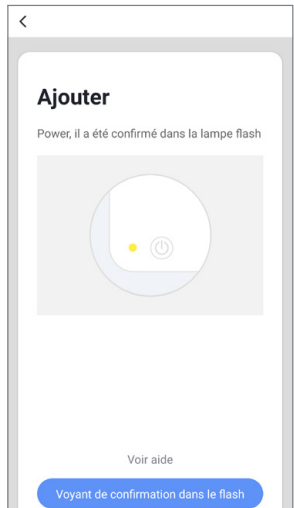 Ajouter
Power, il a été confirmé dans la lampe flash
Voir aide
Voyant de confirmation dans le flash